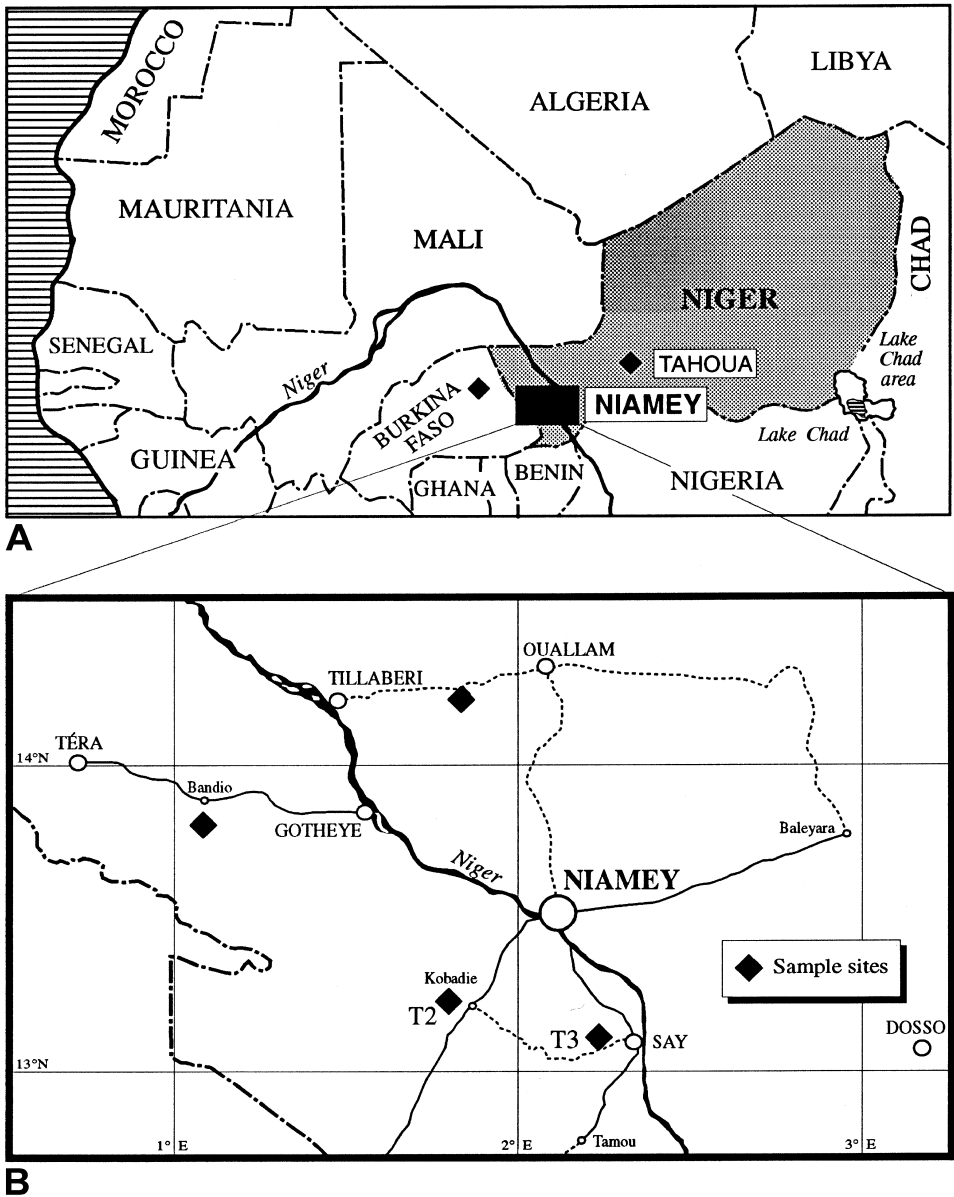 LIBYA
MOROCCO
ALGERIA
MAURITANIA
MALI
CHAD
NIGER
SENEGAL
Niger
TAHOUA
Lake
Chad
area
BURKINA
FASO
NIAMEY
Lake Chad
GUINEA
GHANA
BENIN
NIGERIA
A
OUALLAM
TILLABERI
TÉRA
14°N
Bandio
GOTHEYE
Baleyara
Niger
NIAMEY
Sample sites
Kobadie
T2
T3
SAY
DOSSO
13°N
1° E
2° E
Tamou
3° E
B